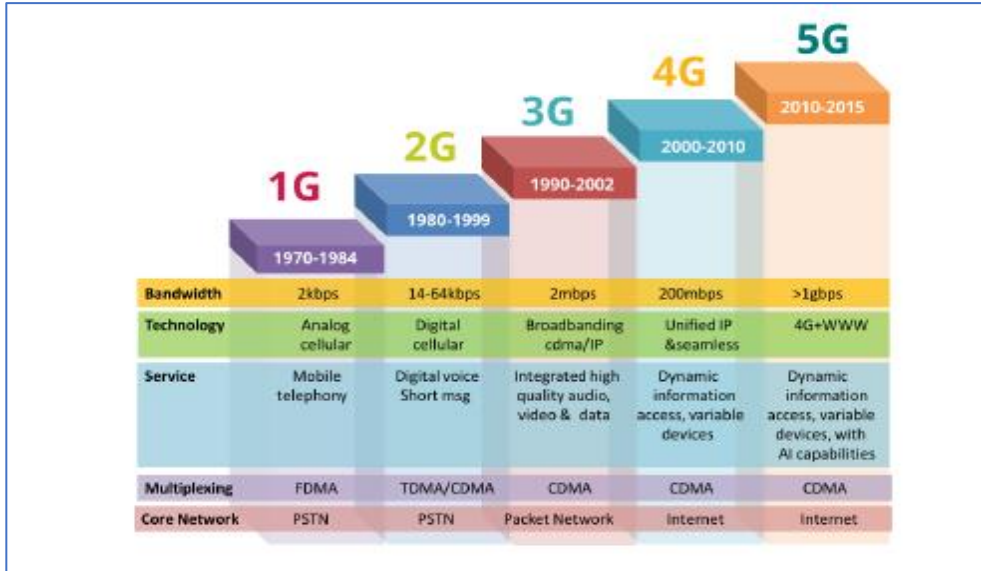 5G
4G
2010-2015
3G
2000-2010
2G
1990-2002
1G
1980-1999
1970-1984
Bandwidth 2kbps 14-64kbps 2mbps 200mbps >1gbps
Technology Analog Digital Broadbanding Unified IP 4G+WWW
cellular cellular cdma/IP &seamless
Service Mobile Digital voice Integrated high Dynamic Dynamic
telephony Short msg quality audio, information information
video & data access, variable access, variable
devices devices, with
AI capabilities
Multiplexing FDMA TDMA/CDMA CDMA CDMA CDMA
Core Network PSTN PSTN Packet Network Internet Internet